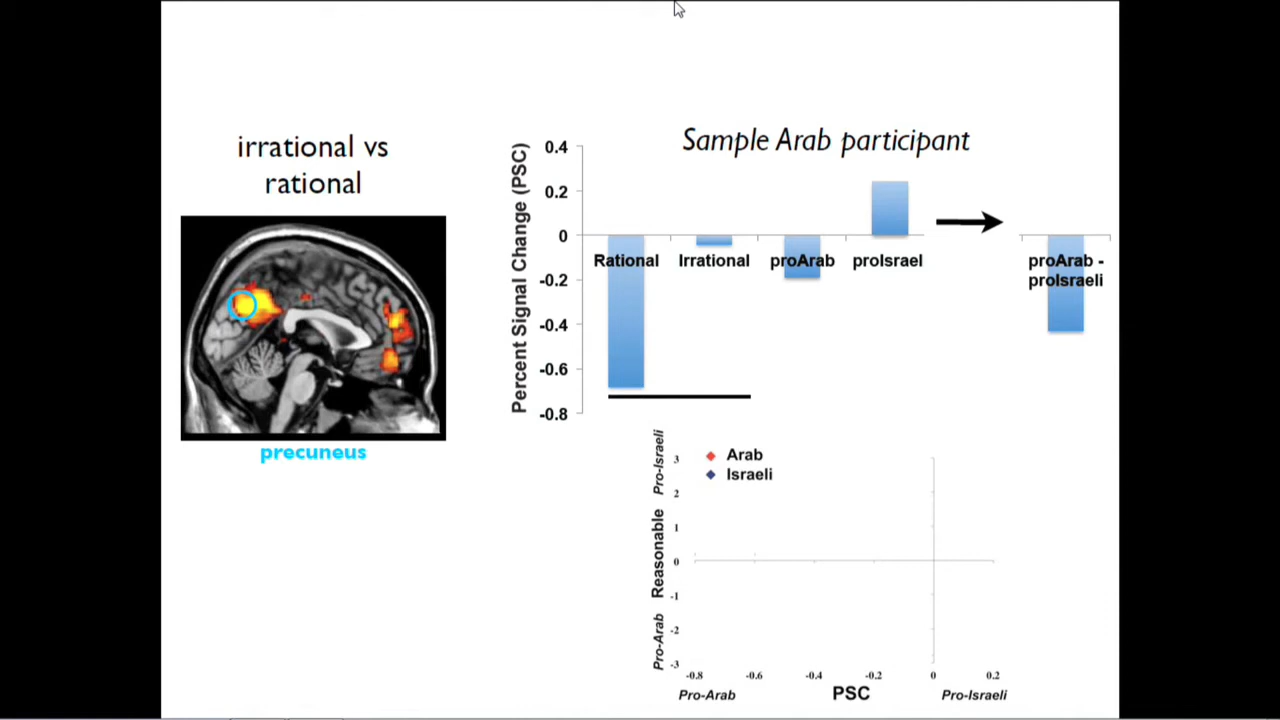 irrational vs
rational
precuneus
Sample Arab participant
Percent Signal Change (PSC)
0.4
0.2
0
-0.2
-0.4
-0.6
-0.8
Rational
Irrational
proArab
proIsrael
proArab -
proIsraeli
Arab
Israeli
Pro-Israeli
Reasonable
Pro-Arab
3
2
1
0
-1
-2
-3
-0.8
-0.6
-0.4
-0.2
0
0.2
Pro-Arab
PSC
Pro-Israeli